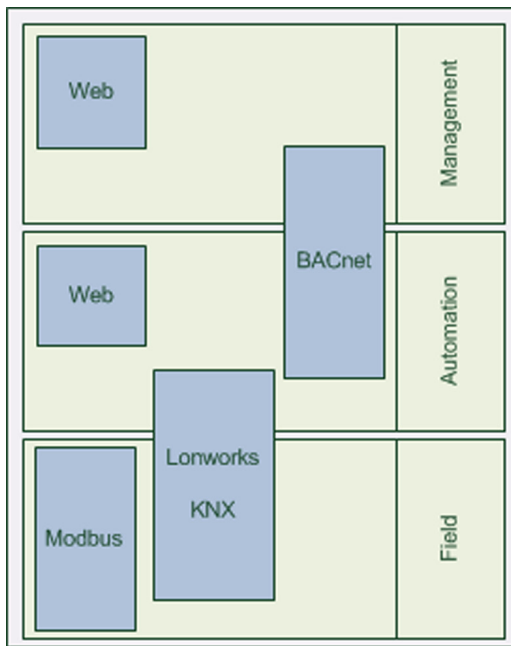 Web
Management
BACnet
Web
Automation
Lonworks
KNX
Modbus
Field